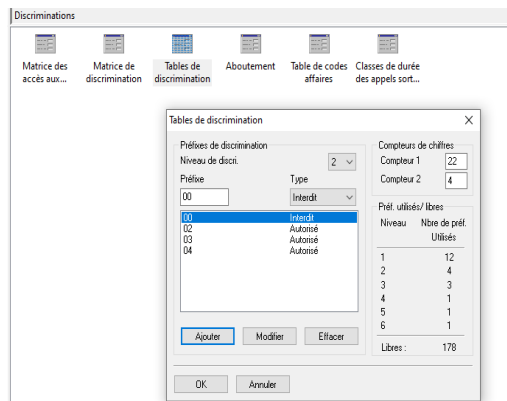 Discriminations
Matrice des accès aux...
Matrice de discrimination
Tables de discrimination
Aboutement
Table de codes affaires
Classes de durée des appels sort...
Tables de discrimination
Préfixes de discrimination
Niveau de discri. 2
Préfixe Type
00 Interdit
00 Interdit
02 Autorisé
03 Autorisé
04 Autorisé
Ajouter Modifier Effacer
Compteurs de chiffres
Compteur 1 22
Compteur 2 4
Préf. utilisés/ libres
Niveau Nbre de préf. Utilisés
1 12
2 4
3 3
4 1
5 1
6 1
Libres : 178
OK Annuler